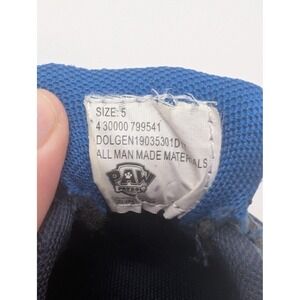 SIZE: 5
4 30000 799541
DOLGEN19035301D
ALL MAN MADE MATERIALS
PAW
PATROL